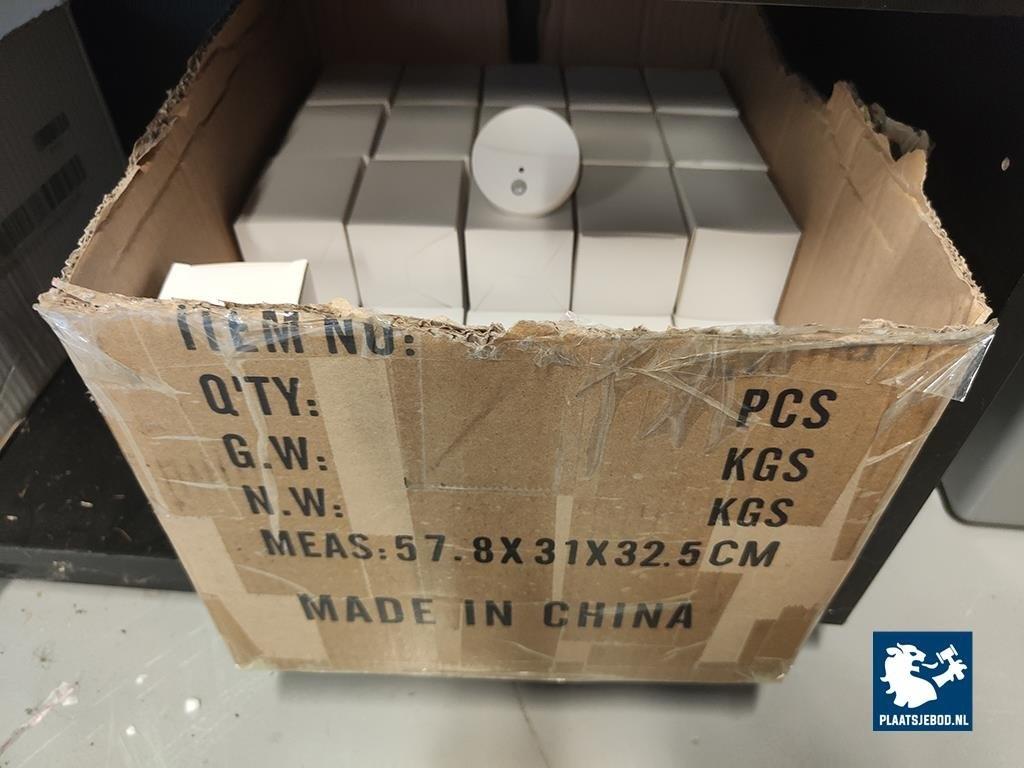 ITEM NO:
Q'TY: PCS
G.W: KGS
N.W: KGS
MEAS: 57.8X31X32.5CM
MADE IN CHINA
PLAATSJEBOD.NL